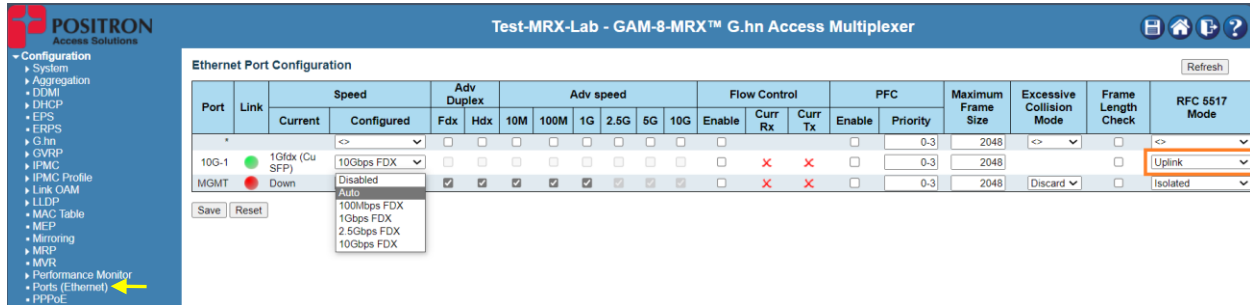 POSITRON
Access Solutions
Test-MRX-Lab - GAM-8-MRX™ G.hn Access Multiplexer
?
Configuration
System
Aggregation
DDMI
DHCP
EPS
ERPS
G.hn
GVRP
IPMC
IPMC Profile
Link OAM
LLDP
MAC Table
MEP
Mirroring
MRP
MVR
Performance Monitor
Ports (Ethernet)
PPPoE
Ethernet Port Configuration
Refresh
Port Link Speed Adv Duplex Adv speed Flow Control PFC Maximum Frame Size Excessive Collision Mode Frame Length Check RFC 5517 Mode
Current Configured Fdx Hdx 10M 100M 1G 2.5G 5G 10G Enable Curr Rx Curr Tx Enable Priority
* <> 0-3 2048 <> <>
10G-1 1Gfdx (Cu SFP) 10Gbps FDX 0-3 2048 Uplink
MGMT Down 0-3 2048 Discard Isolated
Disabled
Auto
100Mbps FDX
1Gbps FDX
2.5Gbps FDX
10Gbps FDX
Save Reset